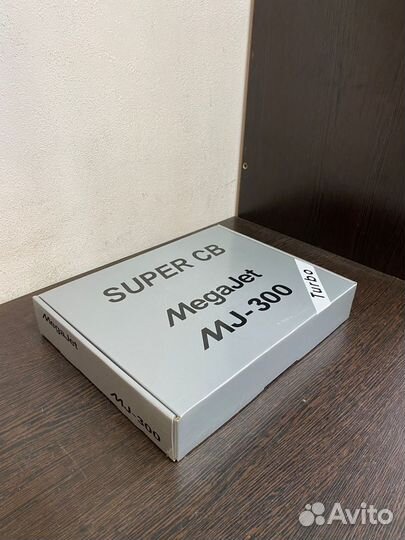 SUPER CB
MegaJet
MJ-300
Turbo
MegaJet
MJ-300
Avito